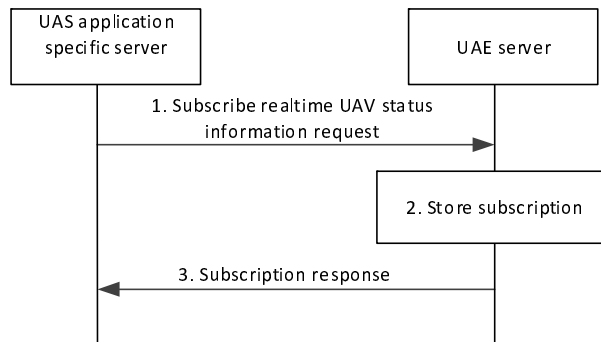 UAS application
specific server
UAE server
1. Subscribe realtime UAV status
information request
2. Store subscription
3. Subscription response